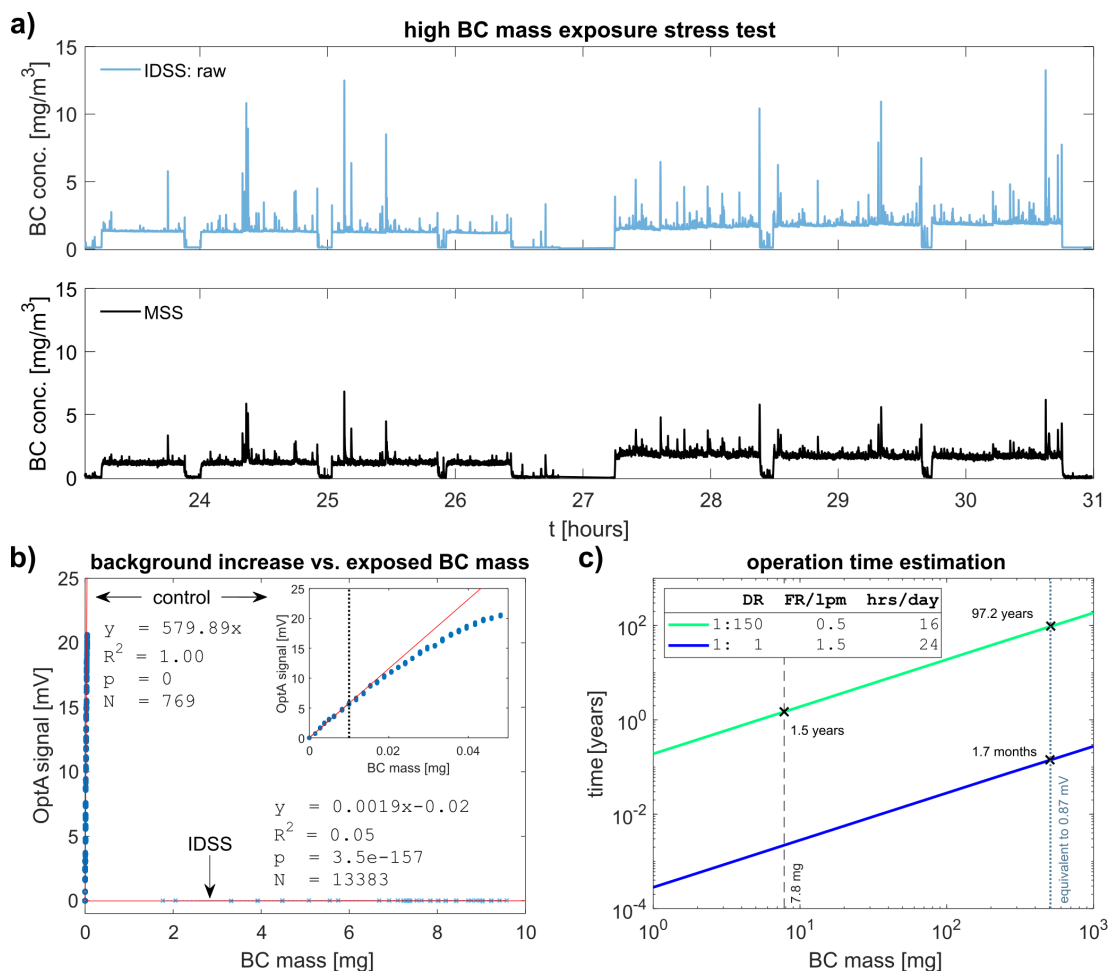 a)
high BC mass exposure stress test
15
10
5
0
BC conc. [mg/m³]
IDSS: raw
15
10
5
0
BC conc. [mg/m³]
MSS
24 25 26 27 28 29 30 31
t [hours]
b)
background increase vs. exposed BC mass
25
20
15
10
5
0
OptA signal [mV]
control
y = 579.89x
R² = 1.00
p = 0
N = 769
25
20
15
10
5
0
OptA signal [mV]
0 0.02 0.04
BC mass [mg]
y = 0.0019x-0.02
R² = 0.05
p = 3.5e-157
N = 13383
IDSS
0 2 4 6 8 10
BC mass [mg]
c)
operation time estimation
10²
10⁰
10⁻²
10⁻⁴
time [years]
DR FR/lpm hrs/day
1:150 0.5 16
1: 1 1.5 24
97.2 years
1.5 years
1.7 months
7.8 mg
equivalent to 0.87 mV
10⁰ 10¹ 10² 10³
BC mass [mg]